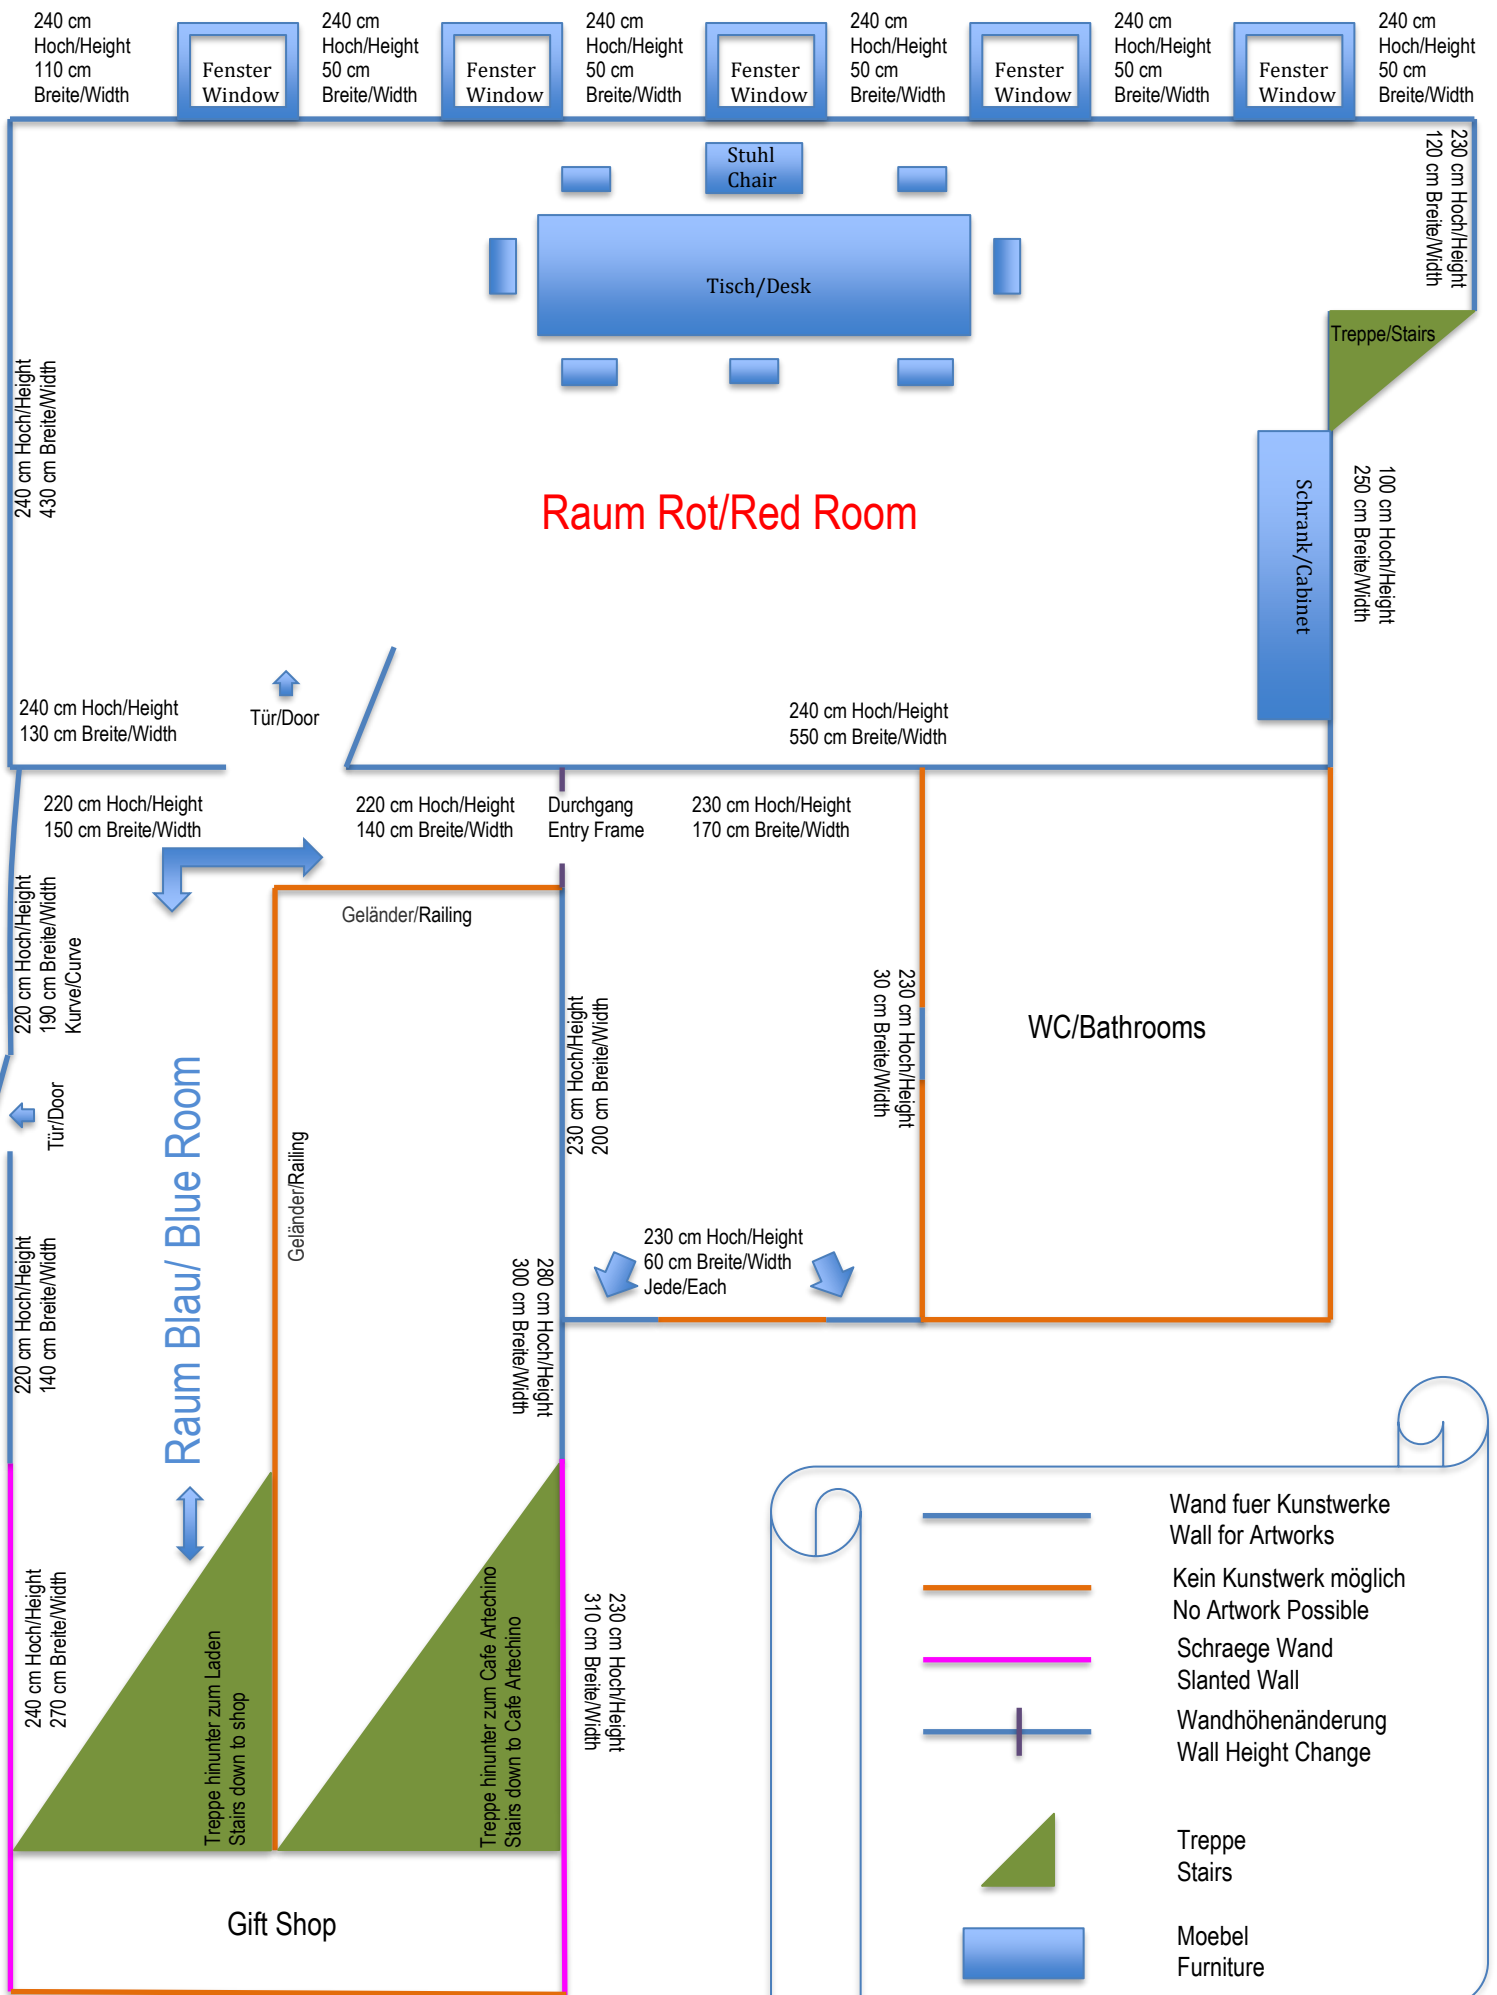 240 cm
Hoch/Height
110 cm
Breite/Width
Fenster
Window
240 cm
Hoch/Height
50 cm
Breite/Width
Fenster
Window
240 cm
Hoch/Height
50 cm
Breite/Width
Fenster
Window
240 cm
Hoch/Height
50 cm
Breite/Width
Fenster
Window
240 cm
Hoch/Height
50 cm
Breite/Width
Fenster
Window
240 cm
Hoch/Height
50 cm
Breite/Width
230 cm Hoch/Height
120 cm Breite/Width
Stuhl
Chair
Tisch/Desk
Treppe/Stairs
240 cm Hoch/Height
430 cm Breite/Width
Raum Rot/Red Room
Schrank/Cabinet
100 cm Hoch/Height
250 cm Breite/Width
240 cm Hoch/Height
130 cm Breite/Width
Tür/Door
240 cm Hoch/Height
550 cm Breite/Width
220 cm Hoch/Height
150 cm Breite/Width
220 cm Hoch/Height
140 cm Breite/Width
Durchgang
Entry Frame
230 cm Hoch/Height
170 cm Breite/Width
220 cm Hoch/Height
190 cm Breite/Width
Kurve/Curve
Geländer/Railing
230 cm Hoch/Height
200 cm Breite/Width
230 cm Hoch/Height
30 cm Breite/Width
WC/Bathrooms
Tür/Door
Raum Blau/ Blue Room
Geländer/Railing
220 cm Hoch/Height
140 cm Breite/Width
280 cm Hoch/Height
300 cm Breite/Width
230 cm Hoch/Height
60 cm Breite/Width
Jede/Each
240 cm Hoch/Height
270 cm Breite/Width
Treppe hinunter zum Laden
Stairs down to shop
Treppe hinunter zum Cafe Artechino
Stairs down to Cafe Artechino
230 cm Hoch/Height
310 cm Breite/Width
Gift Shop
Wand fuer Kunstwerke
Wall for Artworks
Kein Kunstwerk möglich
No Artwork Possible
Schraege Wand
Slanted Wall
Wandhöhenänderung
Wall Height Change
Treppe
Stairs
Moebel
Furniture